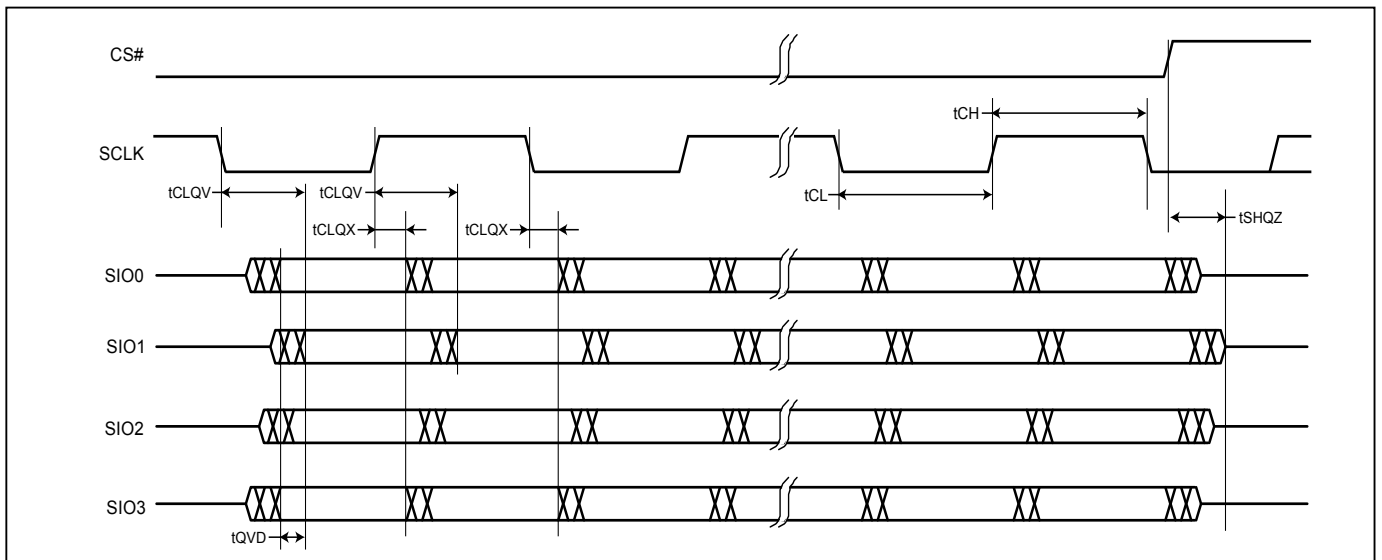 CS#
tCH
SCLK
tCLQV
tCLQV
tCL
tSHQZ
tCLQX
tCLQX
SIO0
SIO1
SIO2
SIO3
tQVD